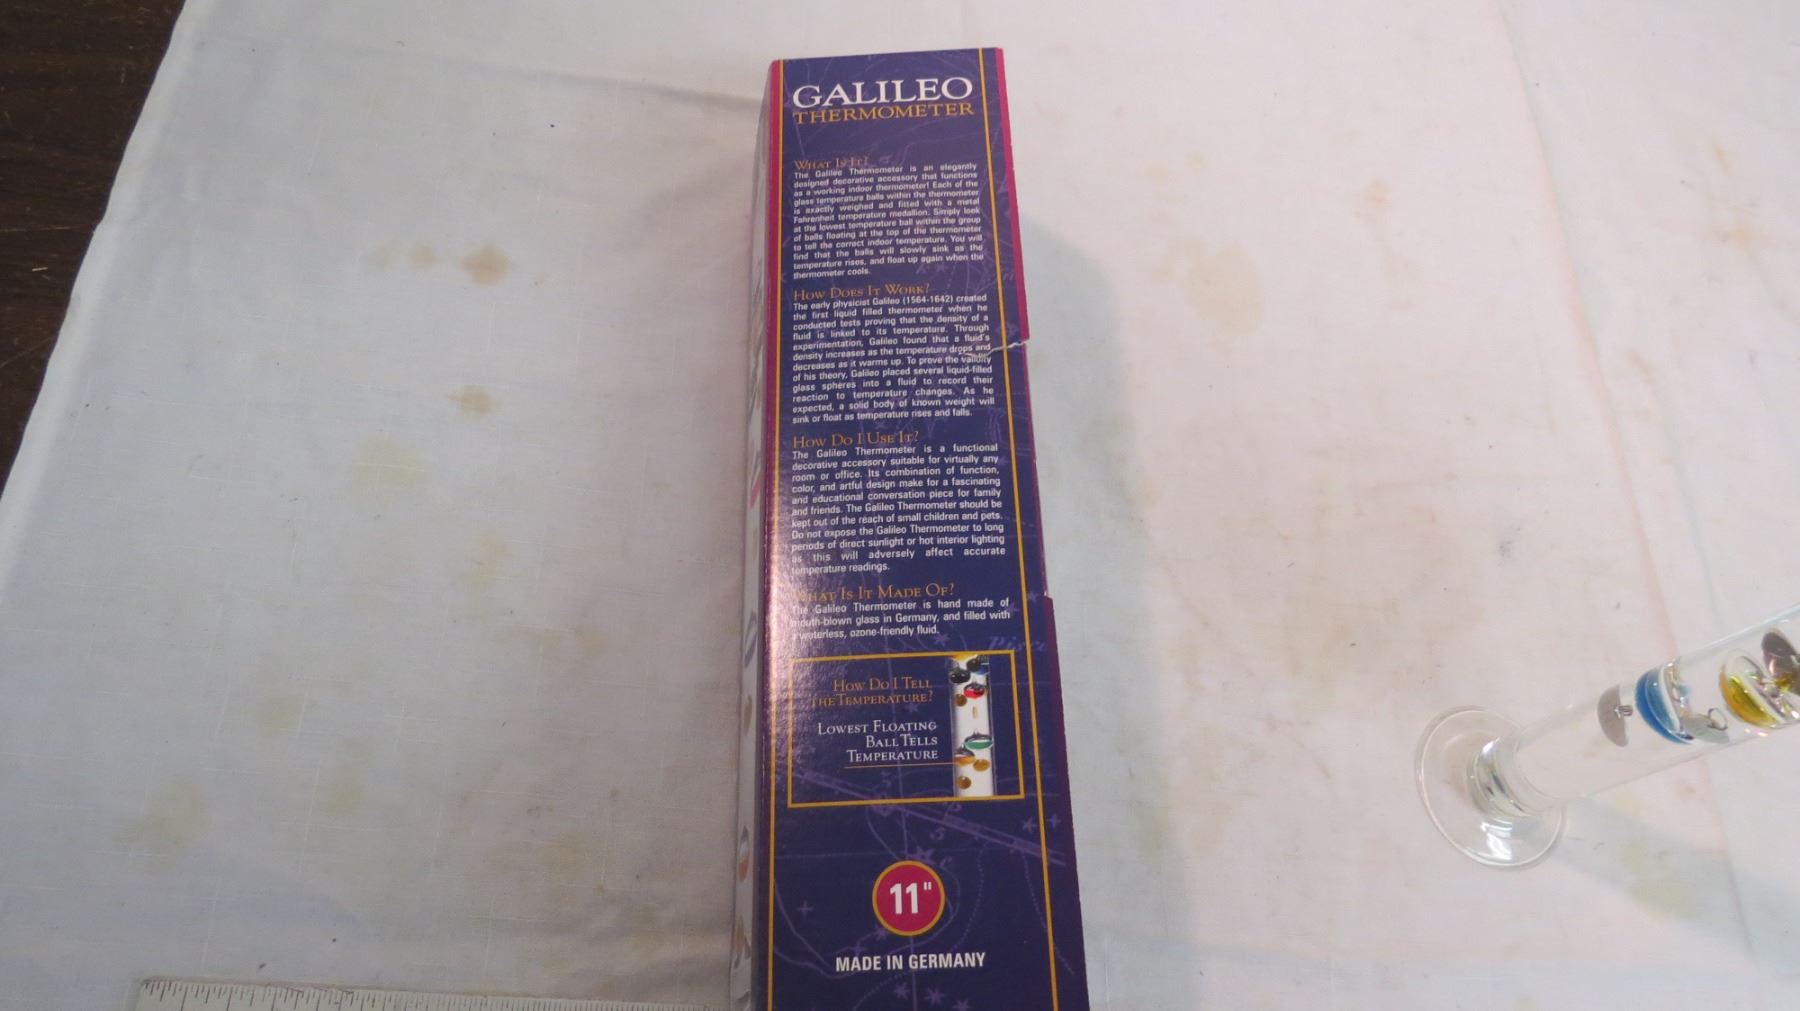 GALILEO
THERMOMETER
WHAT IS IT?
The Galileo Thermometer is an elegantly
designed decorative accessory that functions
as a working indoor thermometer! Each of the
glass temperature balls within the thermometer
is exactly weighed and fitted with a metal
Fahrenheit temperature medallion. Simply look
at the lowest temperature ball within the group
of balls floating at the top of the thermometer
to tell the correct indoor temperature. You will
find that the balls will slowly sink as the
temperature rises, and float up again when the
thermometer cools.
HOW DOES IT WORK?
The early physicist Galileo (1564-1642) created
the first liquid filled thermometer when he
conducted tests proving that the density of a
fluid is linked to its temperature. Through
experimentation, Galileo found that a fluid's
density increases as the temperature drops and
decreases as it warms up. To prove the validity
of his theory, Galileo placed several liquid-filled
glass spheres into a fluid to record their
reaction to temperature changes. As he
expected, a solid body of known weight will
sink or float as temperature rises and falls.
HOW DO I USE IT?
The Galileo Thermometer is a functional
decorative accessory suitable for virtually any
room or office. Its combination of function,
color, and artful design make for a fascinating
and educational conversation piece for family
and friends. The Galileo Thermometer should be
kept out of the reach of small children and pets.
Do not expose the Galileo Thermometer to long
periods of direct sunlight or hot interior lighting
as this will adversely affect accurate
temperature readings.
WHAT IS IT MADE OF?
The Galileo Thermometer is hand made of
mouth-blown glass in Germany, and filled with
a waterless, ozone-friendly fluid.
HOW DO I TELL
THE TEMPERATURE?
LOWEST FLOATING
BALL TELLS
TEMPERATURE
11"
MADE IN GERMANY